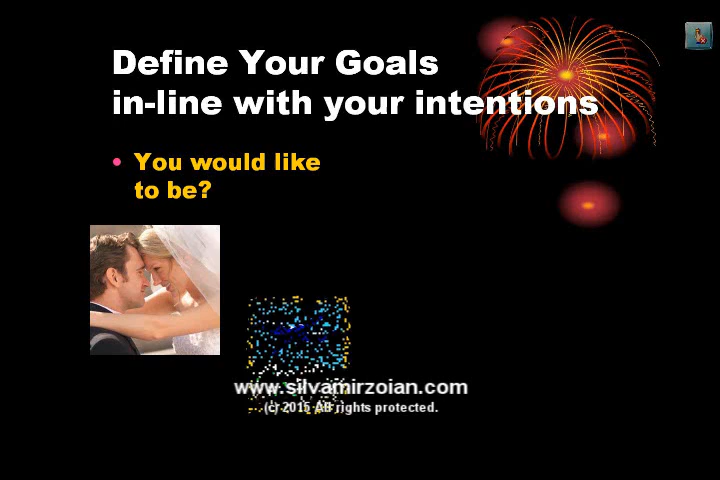 Define Your Goals
in-line with your intentions
• You would like
to be?
www.silvamirzoian.com
(c) 2015 All rights protected.